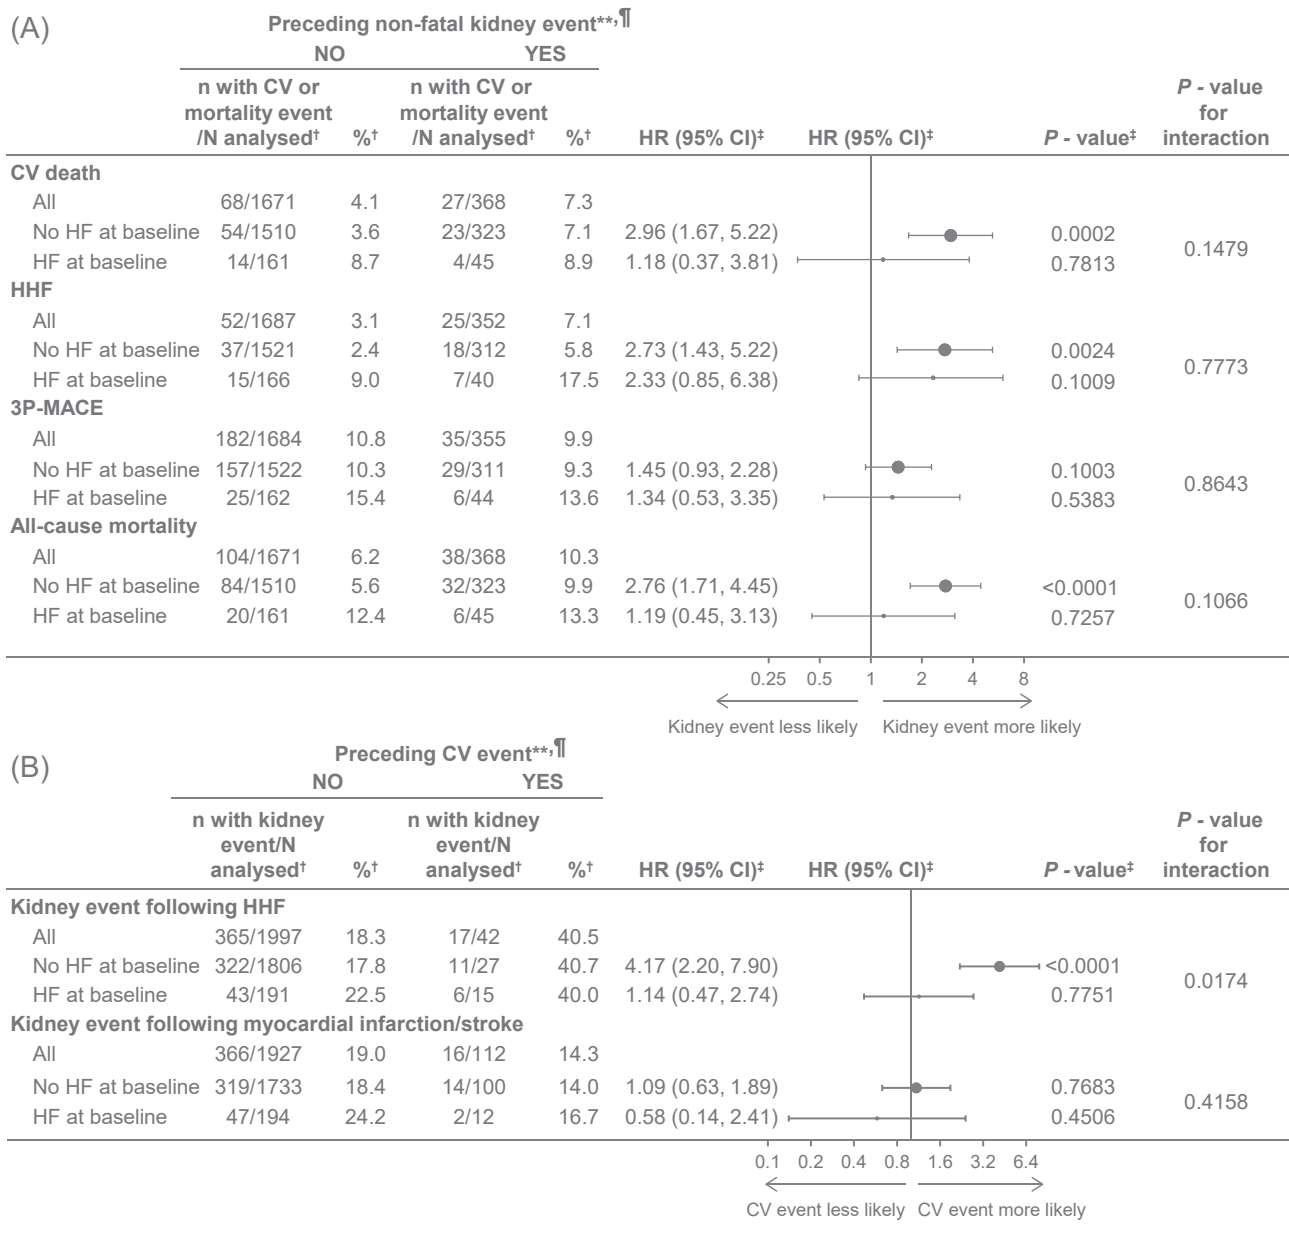 (A)
Preceding non-fatal kidney event**,¶
NO YES
n with CV or mortality event /N analysed† %† n with CV or mortality event /N analysed† %† HR (95% CI)‡ HR (95% CI)‡ P - value‡ P - value for interaction
CV death
All 68/1671 4.1 27/368 7.3
No HF at baseline 54/1510 3.6 23/323 7.1 2.96 (1.67, 5.22) 0.0002
0.1479
HF at baseline 14/161 8.7 4/45 8.9 1.18 (0.37, 3.81) 0.7813
HHF
All 52/1687 3.1 25/352 7.1
No HF at baseline 37/1521 2.4 18/312 5.8 2.73 (1.43, 5.22) 0.0024
0.7773
HF at baseline 15/166 9.0 7/40 17.5 2.33 (0.85, 6.38) 0.1009
3P-MACE
All 182/1684 10.8 35/355 9.9
No HF at baseline 157/1522 10.3 29/311 9.3 1.45 (0.93, 2.28) 0.1003
0.8643
HF at baseline 25/162 15.4 6/44 13.6 1.34 (0.53, 3.35) 0.5383
All-cause mortality
All 104/1671 6.2 38/368 10.3
No HF at baseline 84/1510 5.6 32/323 9.9 2.76 (1.71, 4.45) <0.0001
0.1066
HF at baseline 20/161 12.4 6/45 13.3 1.19 (0.45, 3.13) 0.7257
0.25 0.5 1 2 4 8
Kidney event less likely Kidney event more likely
(B)
Preceding CV event**,¶
NO YES
n with kidney event/N analysed† %† n with kidney event/N analysed† %† HR (95% CI)‡ HR (95% CI)‡ P - value‡ P - value for interaction
Kidney event following HHF
All 365/1997 18.3 17/42 40.5
No HF at baseline 322/1806 17.8 11/27 40.7 4.17 (2.20, 7.90) <0.0001
0.0174
HF at baseline 43/191 22.5 6/15 40.0 1.14 (0.47, 2.74) 0.7751
Kidney event following myocardial infarction/stroke
All 366/1927 19.0 16/112 14.3
No HF at baseline 319/1733 18.4 14/100 14.0 1.09 (0.63, 1.89) 0.7683
0.4158
HF at baseline 47/194 24.2 2/12 16.7 0.58 (0.14, 2.41) 0.4506
0.1 0.2 0.4 0.8 1.6 3.2 6.4
CV event less likely CV event more likely